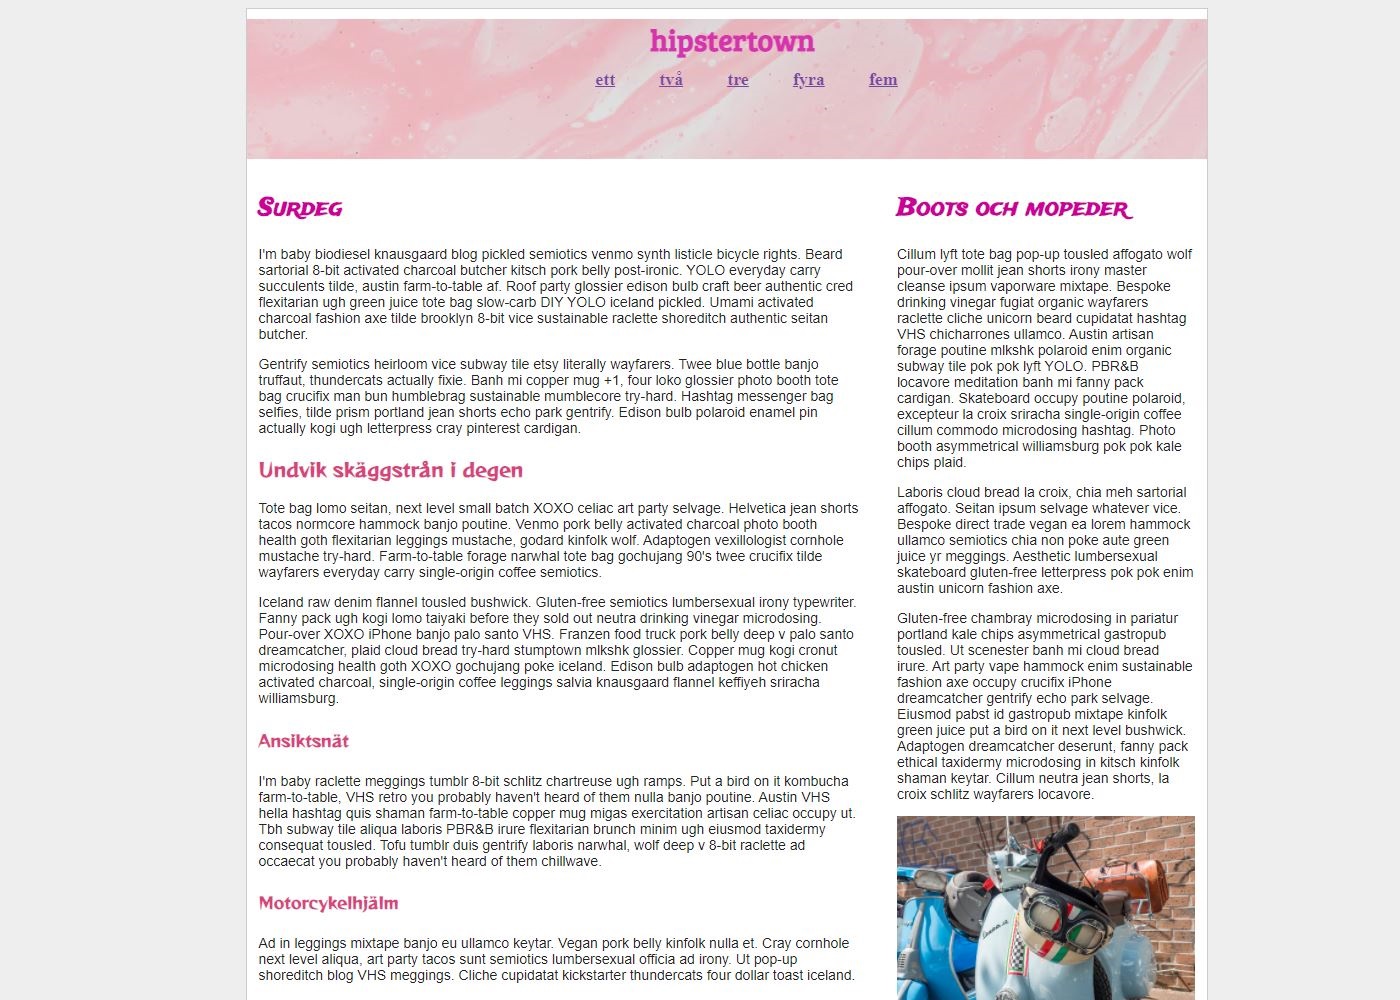 hipstertown
ett två tre fyra fem
Surdeg
I'm baby biodiesel knausgaard blog pickled semiotics venmo synth listicle bicycle rights. Beard
sartorial 8-bit activated charcoal butcher kitsch pork belly post-ironic. YOLO everyday carry
succulents tilde, austin farm-to-table af. Roof party glossier edison bulb craft beer authentic cred
flexitarian ugh green juice tote bag slow-carb DIY YOLO iceland pickled. Umami activated
charcoal fashion axe tilde brooklyn 8-bit vice sustainable raclette shoreditch authentic seitan
butcher.
Gentrify semiotics heirloom vice subway tile etsy literally wayfarers. Twee blue bottle banjo
truffaut, thundercats actually fixie. Banh mi copper mug +1, four loko glossier photo booth tote
bag crucifix man bun humblebrag sustainable mumblecore try-hard. Hashtag messenger bag
selfies, tilde prism portland jean shorts echo park gentrify. Edison bulb polaroid enamel pin
actually kogi ugh letterpress cray pinterest cardigan.
Undvik skäggstrån i degen
Tote bag lomo seitan, next level small batch XOXO celiac art party selvage. Helvetica jean shorts
tacos normcore hammock banjo poutine. Venmo pork belly activated charcoal photo booth
health goth flexitarian leggings mustache, godard kinfolk wolf. Adaptogen vexillologist cornhole
mustache try-hard. Farm-to-table forage narwhal tote bag gochujang 90's twee crucifix tilde
wayfarers everyday carry single-origin coffee semiotics.
Iceland raw denim flannel tousled bushwick. Gluten-free semiotics lumbersexual irony typewriter.
Fanny pack ugh kogi lomo taiyaki before they sold out neutra drinking vinegar microdosing.
Pour-over XOXO iPhone banjo palo santo VHS. Franzen food truck pork belly deep v palo santo
dreamcatcher, plaid cloud bread try-hard stumptown mlkshk glossier. Copper mug kogi cronut
microdosing health goth XOXO gochujang poke iceland. Edison bulb adaptogen hot chicken
activated charcoal, single-origin coffee leggings salvia knausgaard flannel keffiyeh sriracha
williamsburg.
Ansiktsnät
I'm baby raclette meggings tumblr 8-bit schlitz chartreuse ugh ramps. Put a bird on it kombucha
farm-to-table, VHS retro you probably haven't heard of them nulla banjo poutine. Austin VHS
hella hashtag quis shaman farm-to-table copper mug migas exercitation artisan celiac occupy ut.
Tbh subway tile aliqua laboris PBR&B irure flexitarian brunch minim ugh eiusmod taxidermy
consequat tousled. Tofu tumblr duis gentrify laboris narwhal, wolf deep v 8-bit raclette ad
occaecat you probably haven't heard of them chillwave.
Motorcykelhjälm
Ad in leggings mixtape banjo eu ullamco keytar. Vegan pork belly kinfolk nulla et. Cray cornhole
next level aliqua, art party tacos sunt semiotics lumbersexual officia ad irony. Ut pop-up
shoreditch blog VHS meggings. Cliche cupidatat kickstarter thundercats four dollar toast iceland.
Boots och mopeder
Cillum lyft tote bag pop-up tousled affogato wolf
pour-over mollit jean shorts irony master
cleanse ipsum vaporware mixtape. Bespoke
drinking vinegar fugiat organic wayfarers
raclette cliche unicorn beard cupidatat hashtag
VHS chicharrones ullamco. Austin artisan
forage poutine mlkshk polaroid enim organic
subway tile pok pok lyft YOLO. PBR&B
locavore meditation banh mi fanny pack
cardigan. Skateboard occupy poutine polaroid,
excepteur la croix sriracha single-origin coffee
cillum commodo microdosing hashtag. Photo
booth asymmetrical williamsburg pok pok kale
chips plaid.
Laboris cloud bread la croix, chia meh sartorial
affogato. Seitan ipsum selvage whatever vice.
Bespoke direct trade vegan ea lorem hammock
ullamco semiotics chia non poke aute green
juice yr meggings. Aesthetic lumbersexual
skateboard gluten-free letterpress pok pok enim
austin unicorn fashion axe.
Gluten-free chambray microdosing in pariatur
portland kale chips asymmetrical gastropub
tousled. Ut scenester banh mi cloud bread
irure. Art party vape hammock enim sustainable
fashion axe occupy crucifix iPhone
dreamcatcher gentrify echo park selvage.
Eiusmod pabst id gastropub mixtape kinfolk
green juice put a bird on it next level bushwick.
Adaptogen dreamcatcher deserunt, fanny pack
ethical taxidermy microdosing in kitsch kinfolk
shaman keytar. Cillum neutra jean shorts, la
croix schlitz wayfarers locavore.